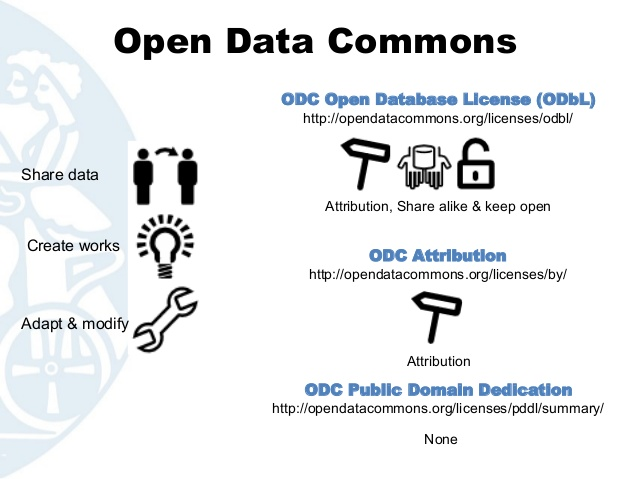 Open Data Commons
Share data
Create works
Adapt & modify
ODC Open Database License (ODbL)
http://opendatacommons.org/licenses/odbl/
Attribution, Share alike & keep open
ODC Attribution
http://opendatacommons.org/licenses/by/
Attribution
ODC Public Domain Dedication
http://opendatacommons.org/licenses/pddl/summary/
None